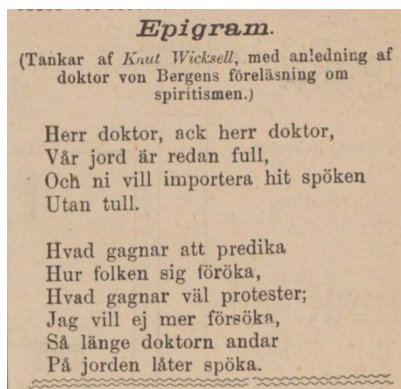 Epigram.
(Tankar af Knut Wicksell, med anledning af
doktor von Bergens föreläsning om
spiritismen.)
Herr doktor, ack herr doktor,
Vår jord är redan full,
Och ni vill importera hit spöken
Utan tull.
Hvad gagnar att predika
Hur folken sig föröka,
Hvad gagnar väl protester;
Jag vill ej mer försöka,
Så länge doktorn andar
På jorden låter spöka.